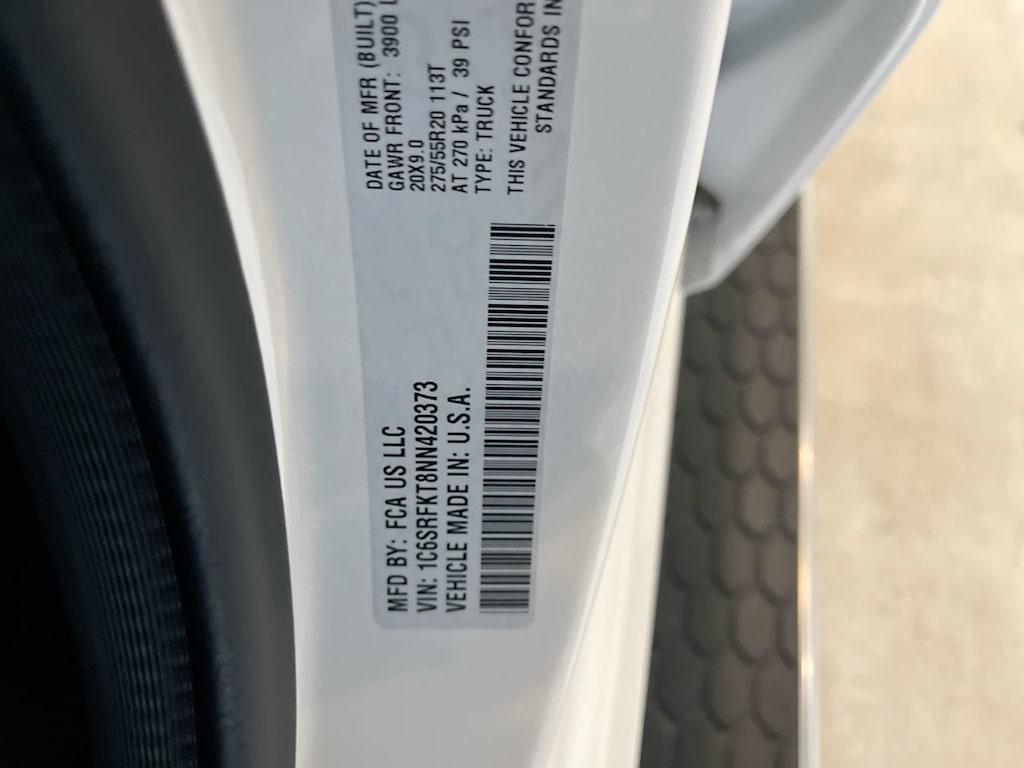 MFD BY: FCA US LLC
VIN: 1C6SRFKT8NN420373
VEHICLE MADE IN: U.S.A.
DATE OF MFR (BUILT)
GAWR FRONT: 3900 L
20X9.0
275/55R20 113T
AT 270 kPa / 39 PSI
TYPE: TRUCK
THIS VEHICLE CONFOR
STANDARDS IN